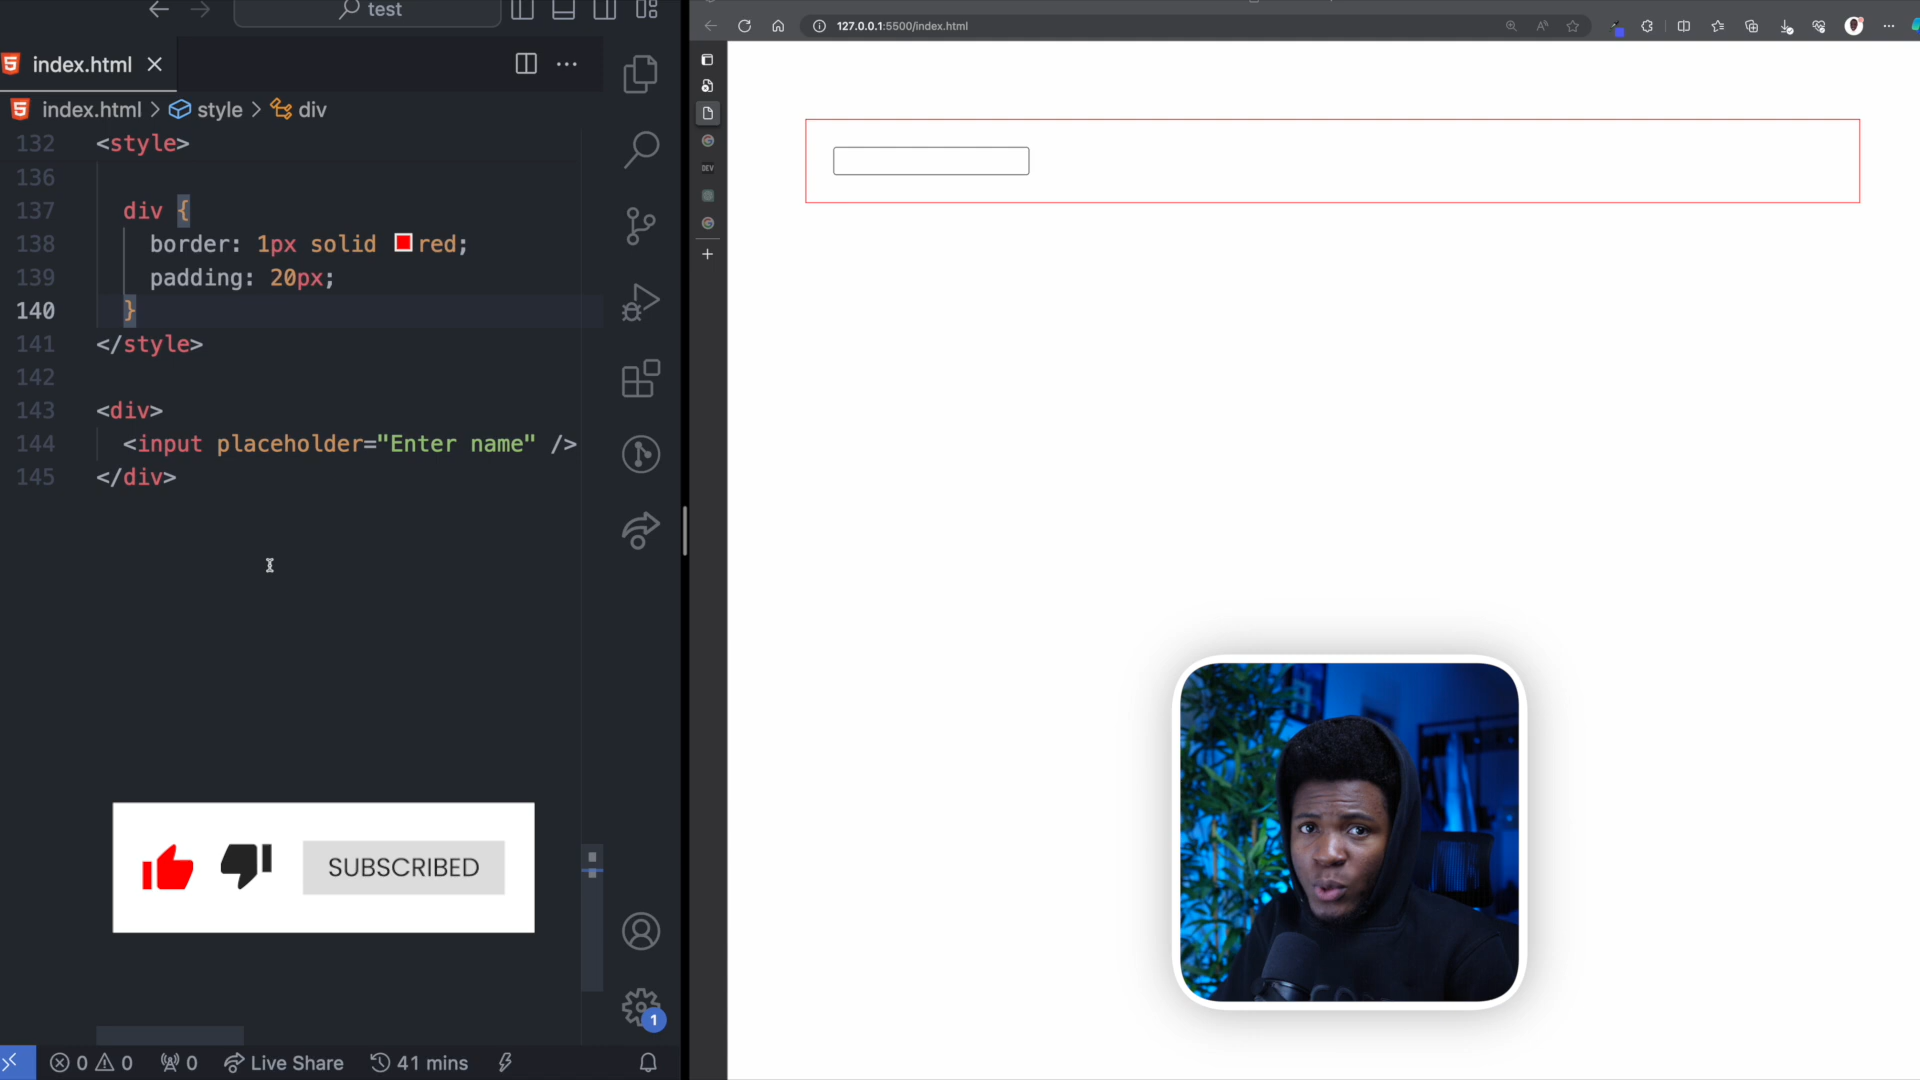 test
127.0.0.1:5500/index.html
index.html
index.html > style > div
132 <style>
136
137 div {
138 border: 1px solid red;
139 padding: 20px;
140 }
141 </style>
142
143 <div>
144 <input placeholder="Enter name" />
145 </div>
DEV
SUBSCRIBED
1
0 0 0 Live Share 41 mins